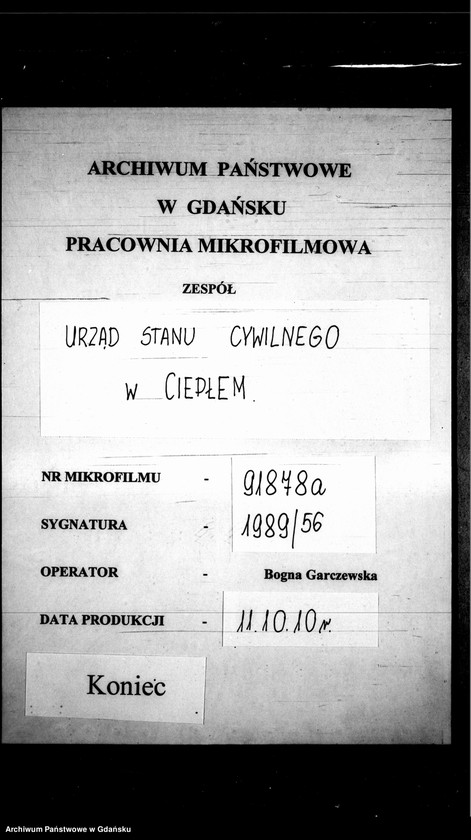 ARCHIWUM PAŃSTWOWE
W GDAŃSKU
PRACOWNIA MIKROFILMOWA
ZESPÓŁ
URZĄD STANU CYWILNEGO
W CIEPŁEM.
NR MIKROFILMU - 91878a
SYGNATURA - 1989/56
OPERATOR - Bogna Garczewska
DATA PRODUKCJI - 11.10.10r.
Koniec
Archiwum Państwowe w Gdańsku